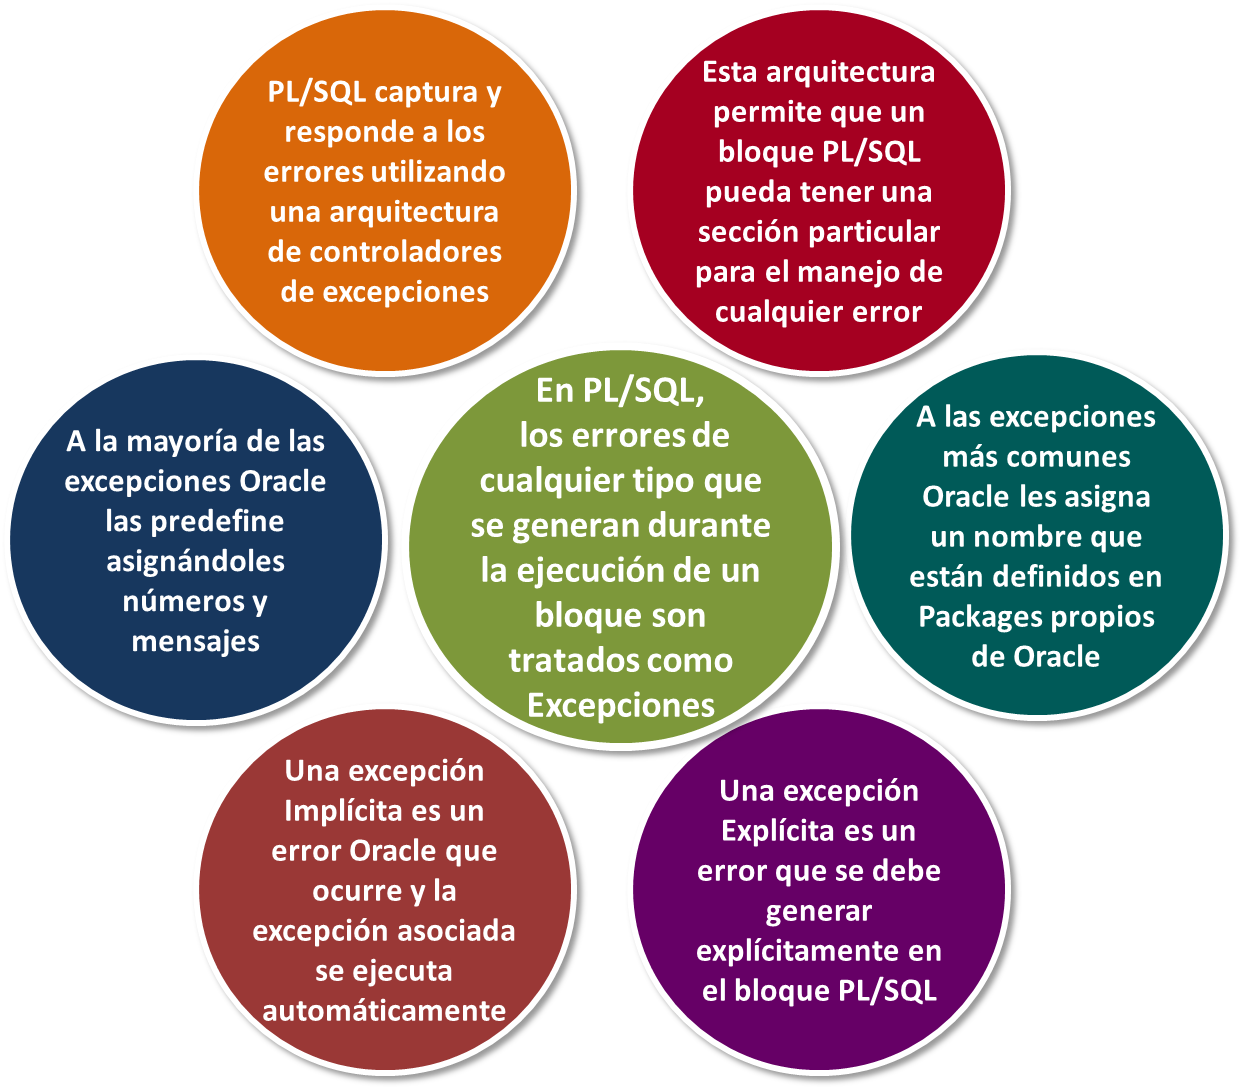 PL/SQL captura y
responde a los
errores utilizando
una arquitectura
de controladores
de excepciones
Esta arquitectura
permite que un
bloque PL/SQL
pueda tener una
sección particular
para el manejo de
cualquier error
A la mayoría de las
excepciones Oracle
las predefine
asignándoles
números y
mensajes
En PL/SQL,
los errores de
cualquier tipo que
se generan durante
la ejecución de un
bloque son
tratados como
Excepciones
A las excepciones
más comunes
Oracle les asigna
un nombre que
están definidos en
Packages propios
de Oracle
Una excepción
Implícita es un
error Oracle que
ocurre y la
excepción asociada
se ejecuta
automáticamente
Una excepción
Explícita es un
error que se debe
generar
explícitamente en
el bloque PL/SQL